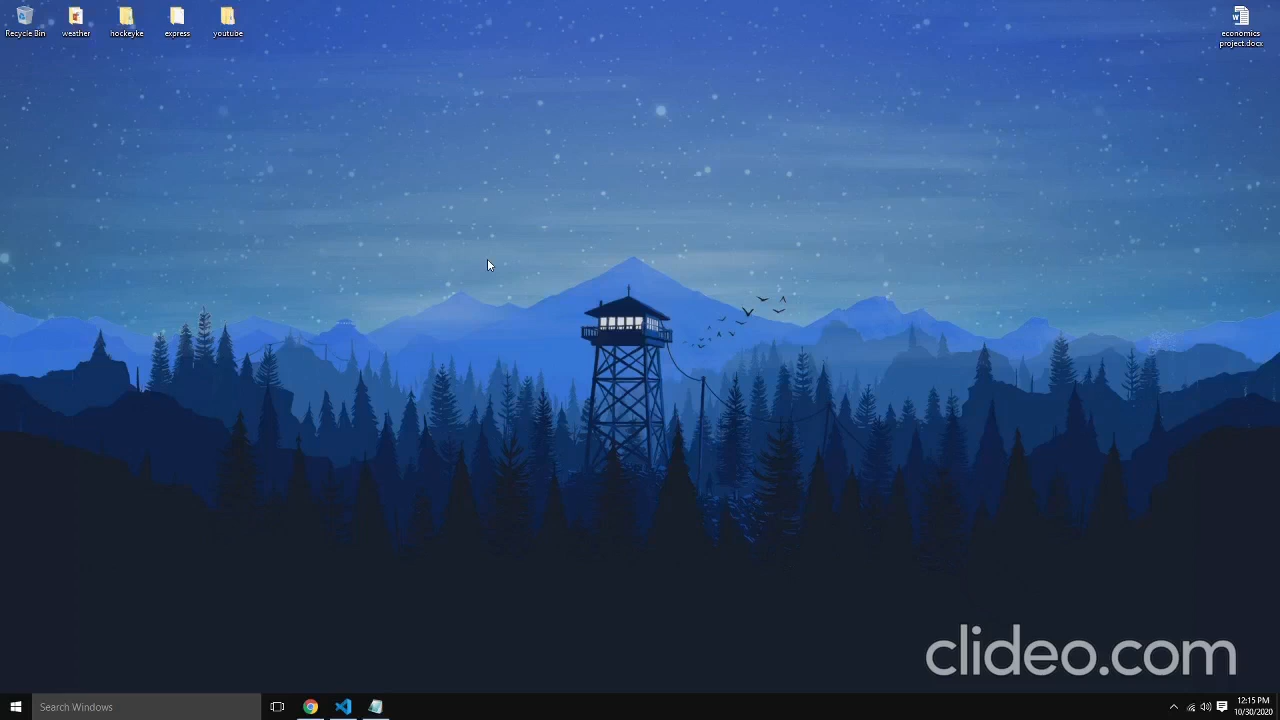 Recycle Bin
weather
hockeyke
express
youtube
economics
project.docx
clideo.com
Search Windows
12:15 PM
10/30/2020